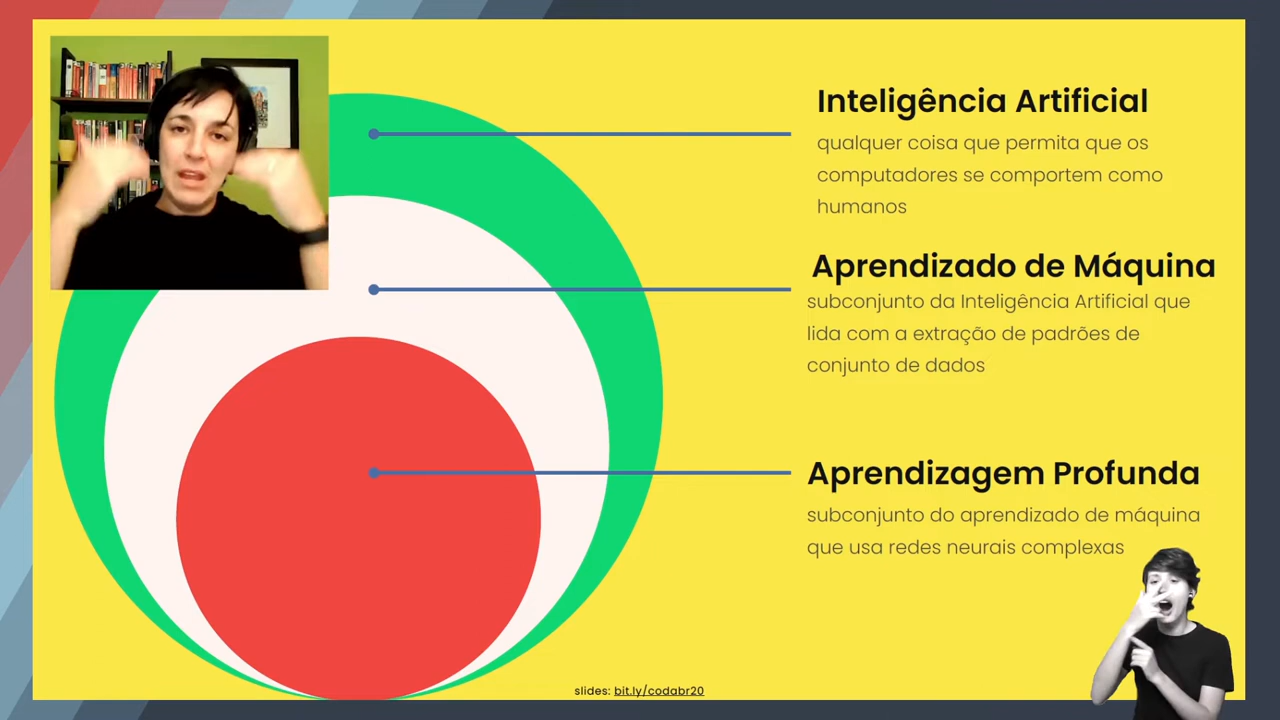 Inteligência Artificial
qualquer coisa que permita que os
computadores se comportem como
humanos
Aprendizado de Máquina
subconjunto da Inteligência Artificial que
lida com a extração de padrões de
conjunto de dados
Aprendizagem Profunda
subconjunto do aprendizado de máquina
que usa redes neurais complexas
slides: bit.ly/codabr20